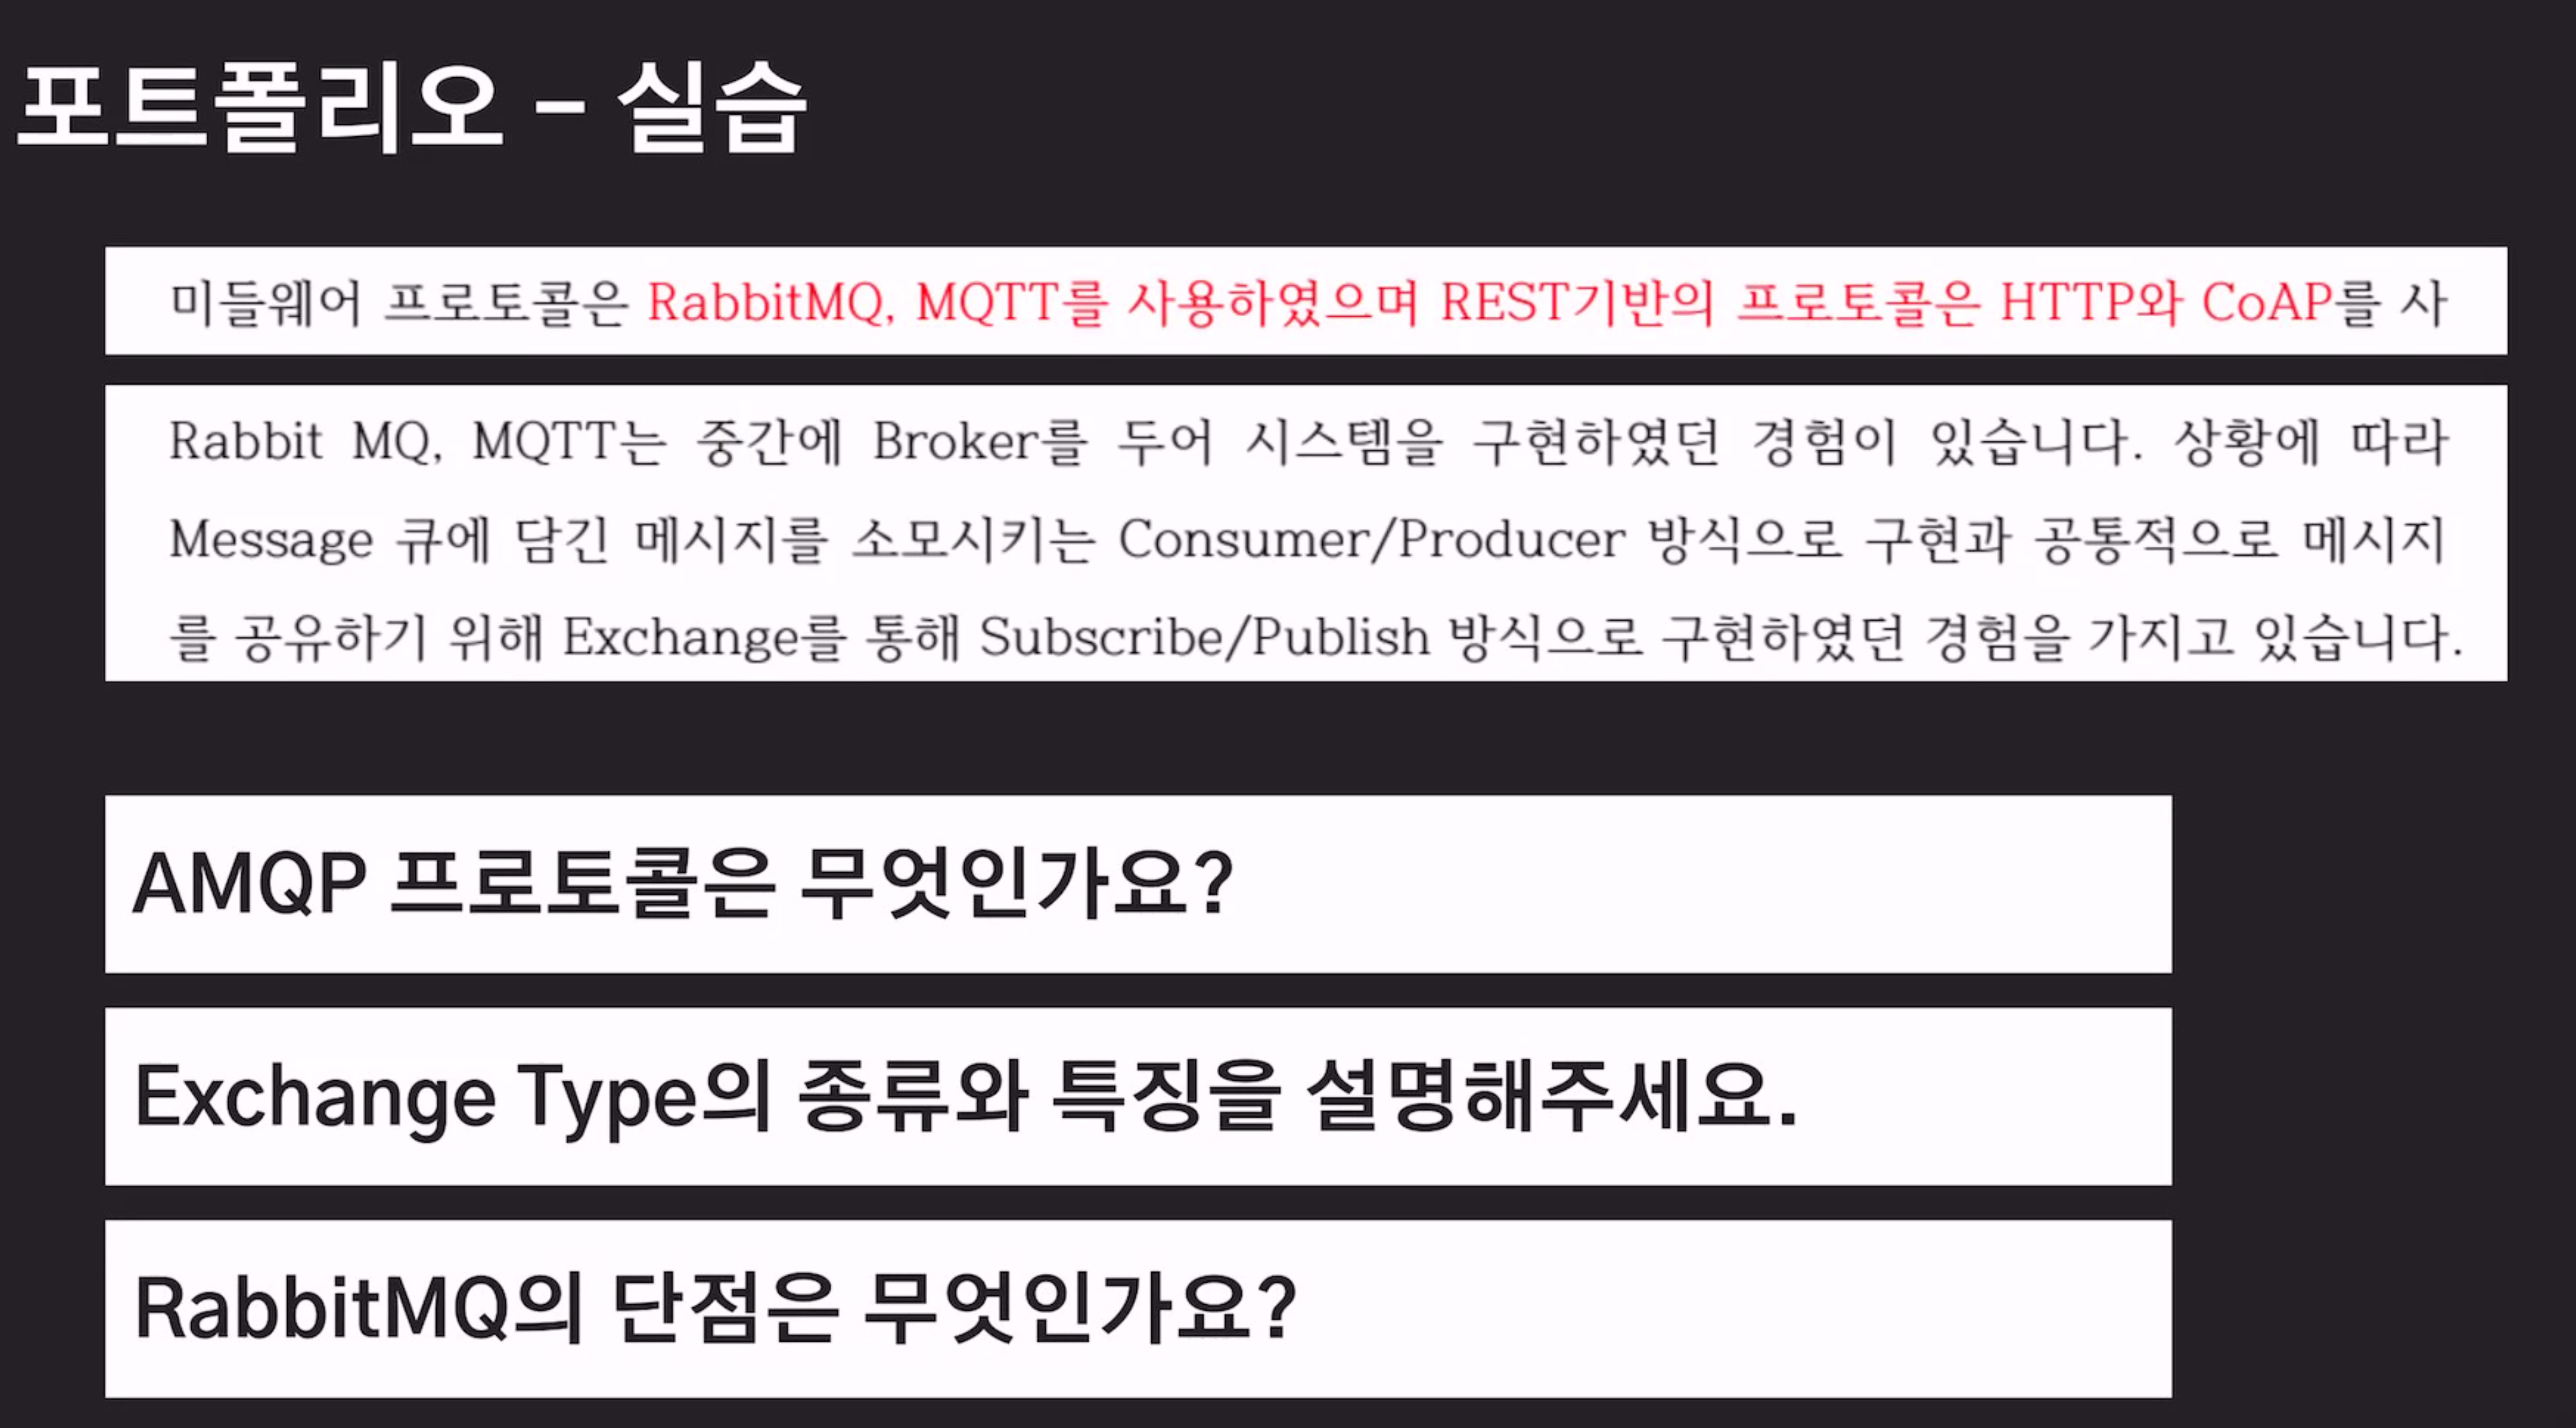 포트폴리오 - 실습
미들웨어 프로토콜은 RabbitMQ, MQTT를 사용하였으며 REST기반의 프로토콜은 HTTP와 CoAP를 사
Rabbit MQ, MQTT는 중간에 Broker를 두어 시스템을 구현하였던 경험이 있습니다. 상황에 따라
Message 큐에 담긴 메시지를 소모시키는 Consumer/Producer 방식으로 구현과 공통적으로 메시지
를 공유하기 위해 Exchange를 통해 Subscribe/Publish 방식으로 구현하였던 경험을 가지고 있습니다.
AMQP 프로토콜은 무엇인가요?
Exchange Type의 종류와 특징을 설명해주세요.
RabbitMQ의 단점은 무엇인가요?